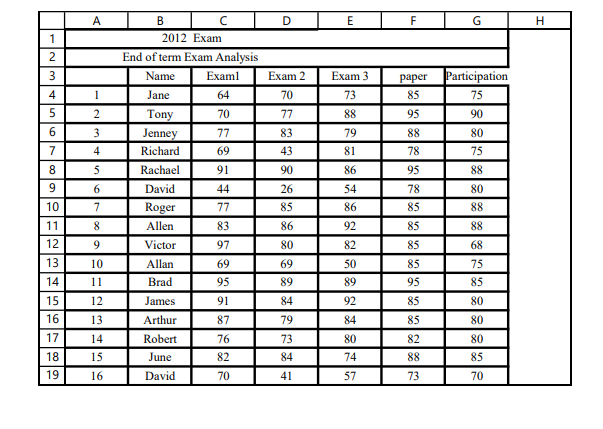 A B C D E F G H
1 2012 Exam
2 End of term Exam Analysis
3 Name Exam1 Exam 2 Exam 3 paper Participation
4 1 Jane 64 70 73 85 75
5 2 Tony 70 77 88 95 90
6 3 Jenney 77 83 79 88 80
7 4 Richard 69 43 81 78 75
8 5 Rachael 91 90 86 95 88
9 6 David 44 26 54 78 80
10 7 Roger 77 85 86 85 88
11 8 Allen 83 86 92 85 88
12 9 Victor 97 80 82 85 68
13 10 Allan 69 69 50 85 75
14 11 Brad 95 89 89 95 85
15 12 James 91 84 92 85 80
16 13 Arthur 87 79 84 85 80
17 14 Robert 76 73 80 82 80
18 15 June 82 84 74 88 85
19 16 David 70 41 57 73 70